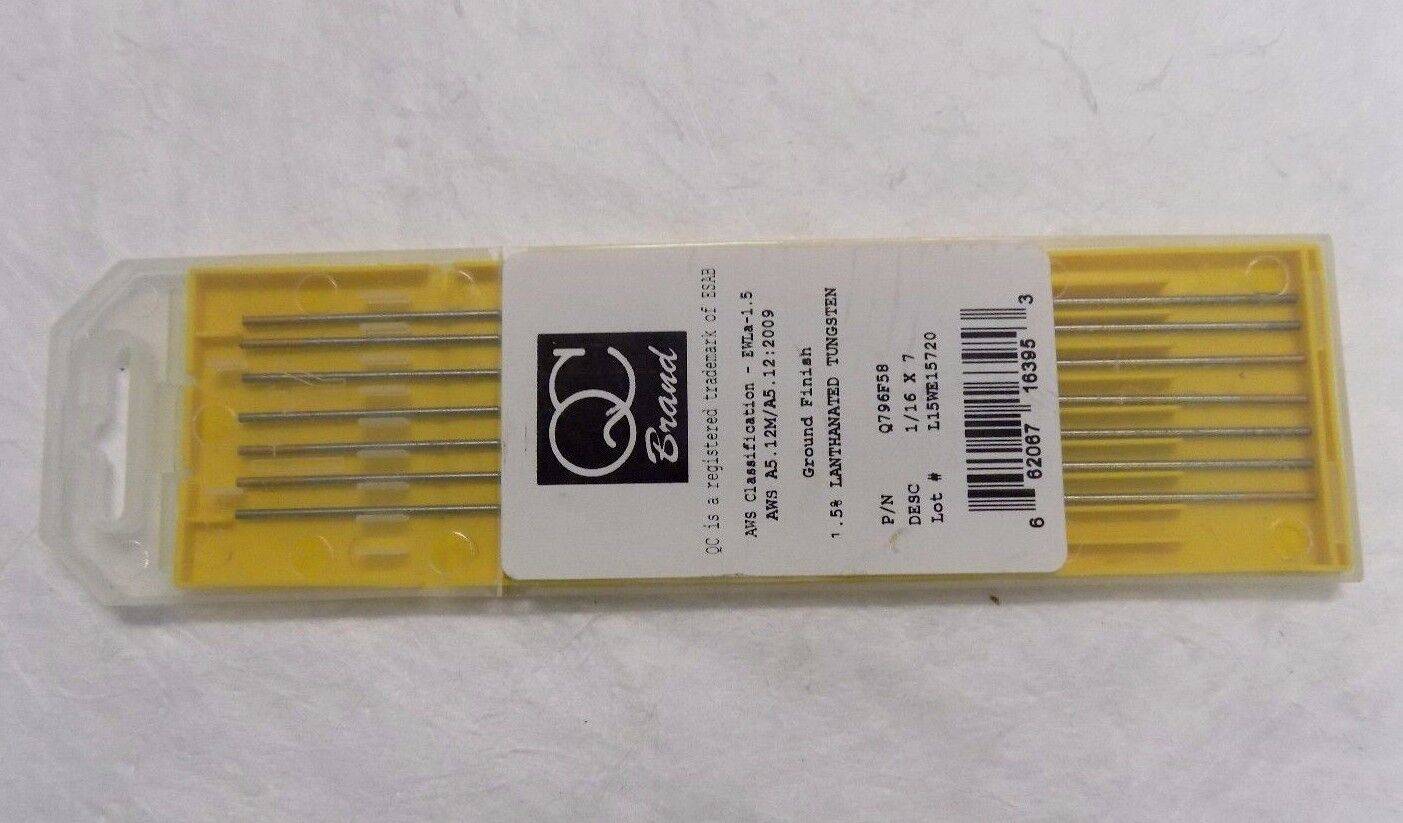 QC
Brand
QC is a registered trademark of ESAB
AWS Classification - EWLa-1.5
AWS A5.12M/A5.12:2009
Ground Finish
1.5% LANTHANATED TUNGSTEN
P/N Q796F58
DESC 1/16 X 7
Lot # L15WE15720
6 62067 16395 3